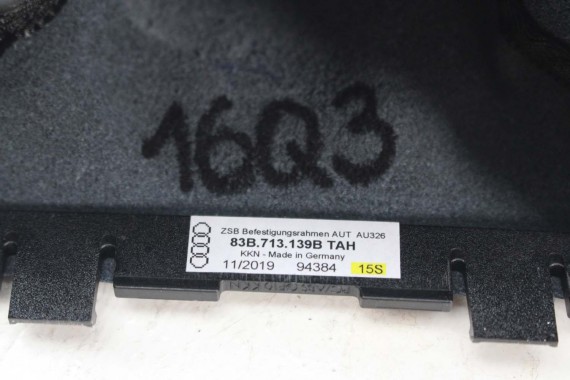 16Q3
ZSB Befestigungsrahmen AUT AU326
83B.713.139B TAH
KKN - Made in Germany
11/2019 94384 15S